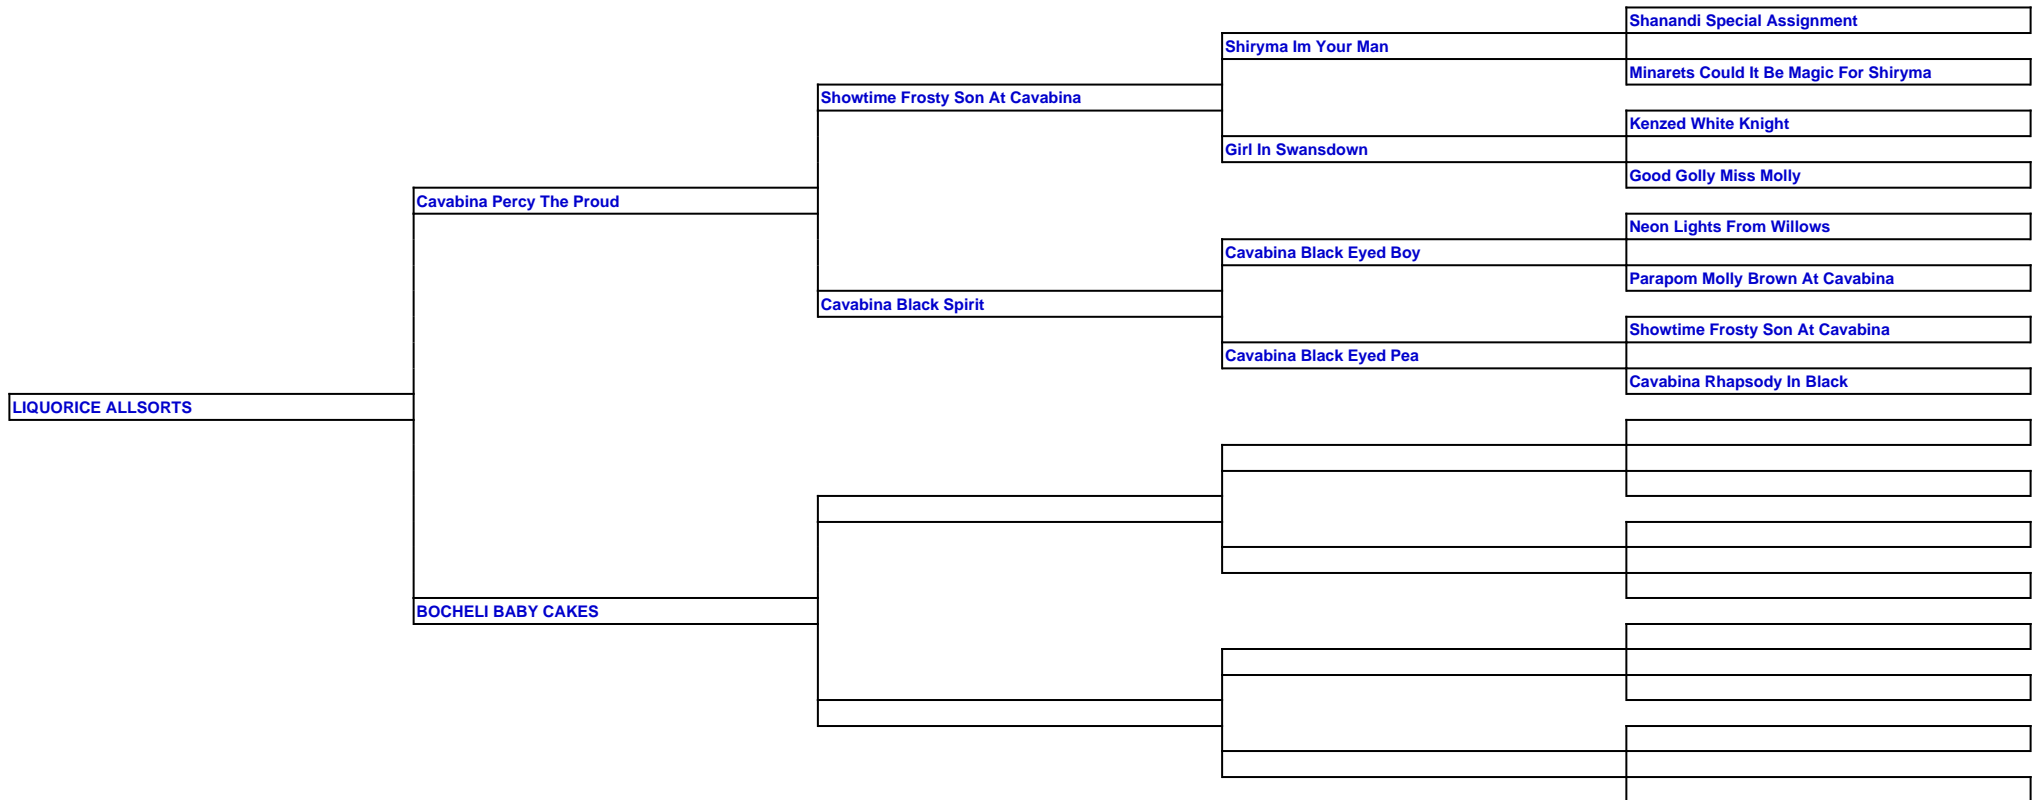 Shanandi Special Assignment
Shiryma Im Your Man
Minarets Could It Be Magic For Shiryma
Showtime Frosty Son At Cavabina
Kenzed White Knight
Girl In Swansdown
Good Golly Miss Molly
Cavabina Percy The Proud
Neon Lights From Willows
Cavabina Black Eyed Boy
Parapom Molly Brown At Cavabina
Cavabina Black Spirit
Showtime Frosty Son At Cavabina
Cavabina Black Eyed Pea
Cavabina Rhapsody In Black
LIQUORICE ALLSORTS
BOCHELI BABY CAKES